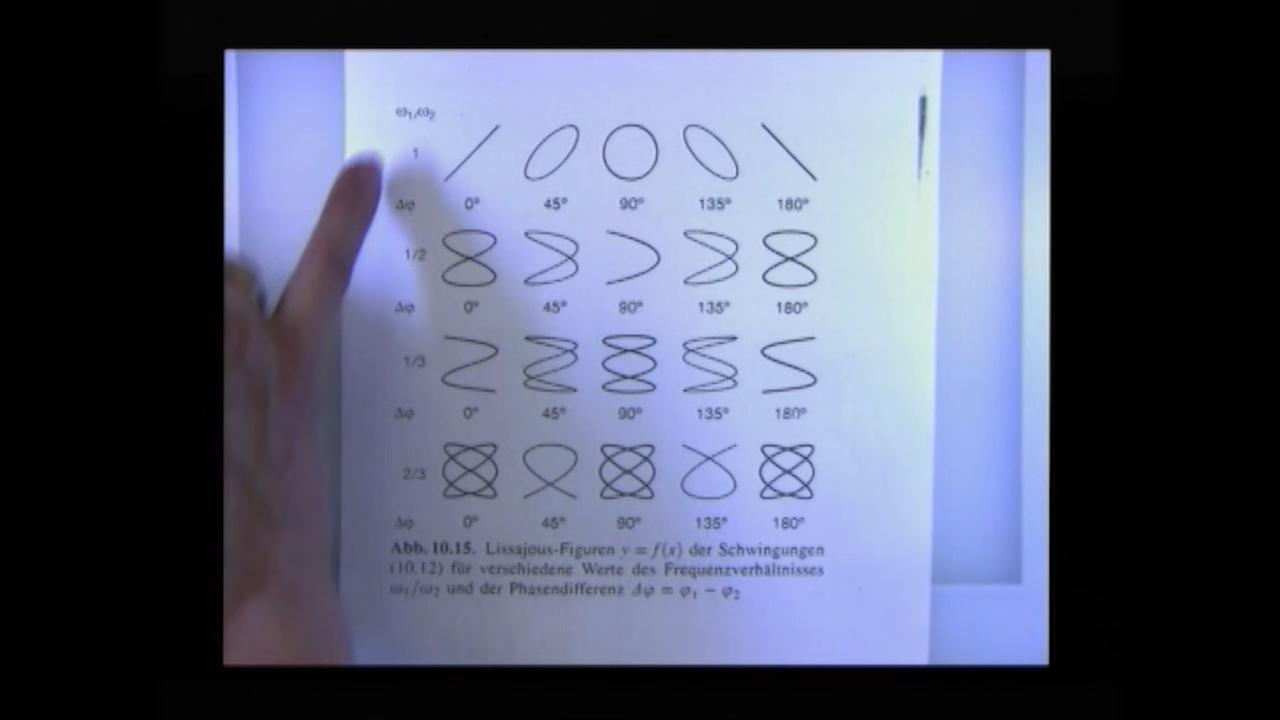 ω₁/ω₂
1
Δφ 0° 45° 90° 135° 180°
1/2
Δφ 0° 45° 90° 135° 180°
1/3
Δφ 0° 45° 90° 135° 180°
2/3
Δφ 0° 45° 90° 135° 180°
Abb. 10.15. Lissajous-Figuren y = f(x) der Schwingungen
(10.12) für verschiedene Werte des Frequenzverhältnisses
ω₁/ω₂ und der Phasendifferenz Δφ = φ₁ − φ₂